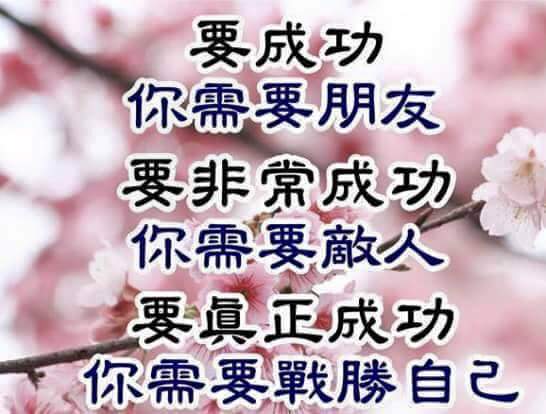 要成功
你需要朋友
要非常成功
你需要敵人
要眞正成功
你需要戰勝自己